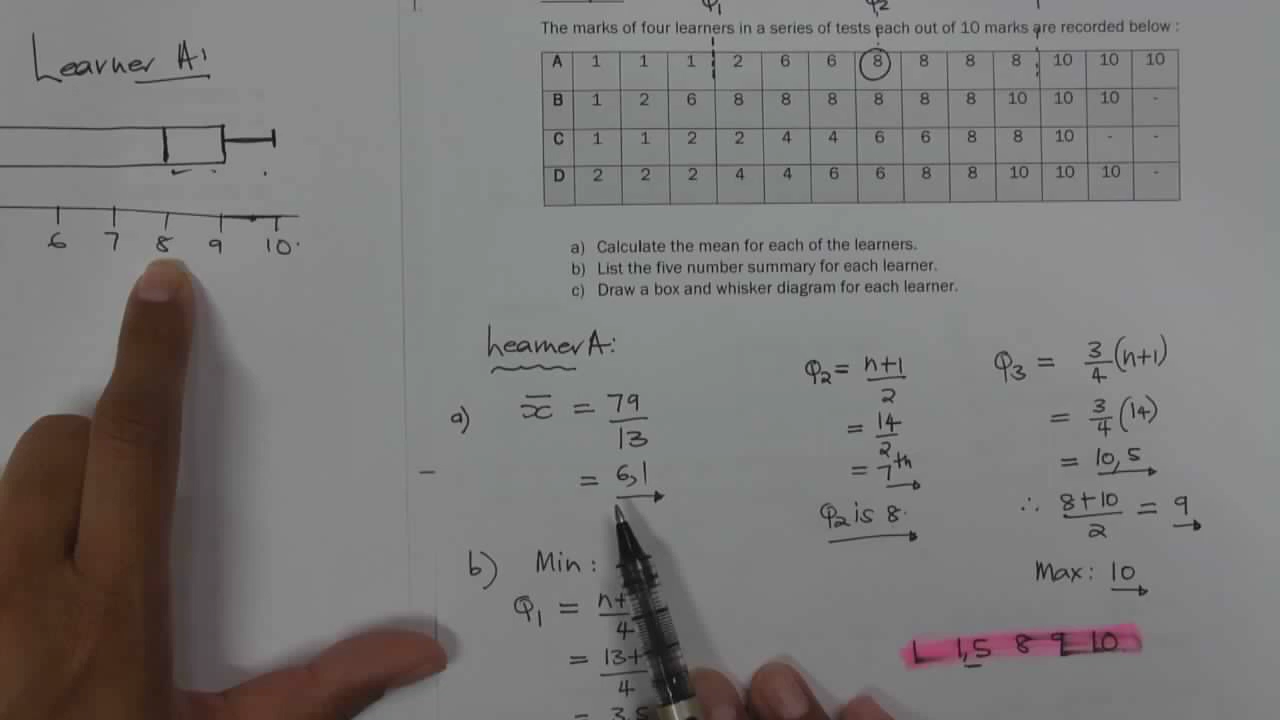 Learner A:
6 7 8 9 10.
1.
Q1 Q2
The marks of four learners in a series of tests each out of 10 marks are recorded below :
A 1 1 1 2 6 6 8 8 8 8 10 10 10
B 1 2 6 8 8 8 8 8 8 10 10 10 -
C 1 1 2 2 4 4 6 6 8 8 10 - -
D 2 2 2 4 4 6 6 8 8 10 10 10 -
a) Calculate the mean for each of the learners.
b) List the five number summary for each learner.
c) Draw a box and whisker diagram for each learner.
Learner A:
a) x̄ = 79/13
= 6,1
b) Min:
Q1 = n+/4
= 13+/4
= 3,5
Q2 = n+1/2
= 14/2
= 7th
Q2 is 8.
Q3 = 3/4 (n+1)
= 3/4 (14)
= 10,5
∴ 8+10/2 = 9
Max: 10
1 1,5 8 9 10